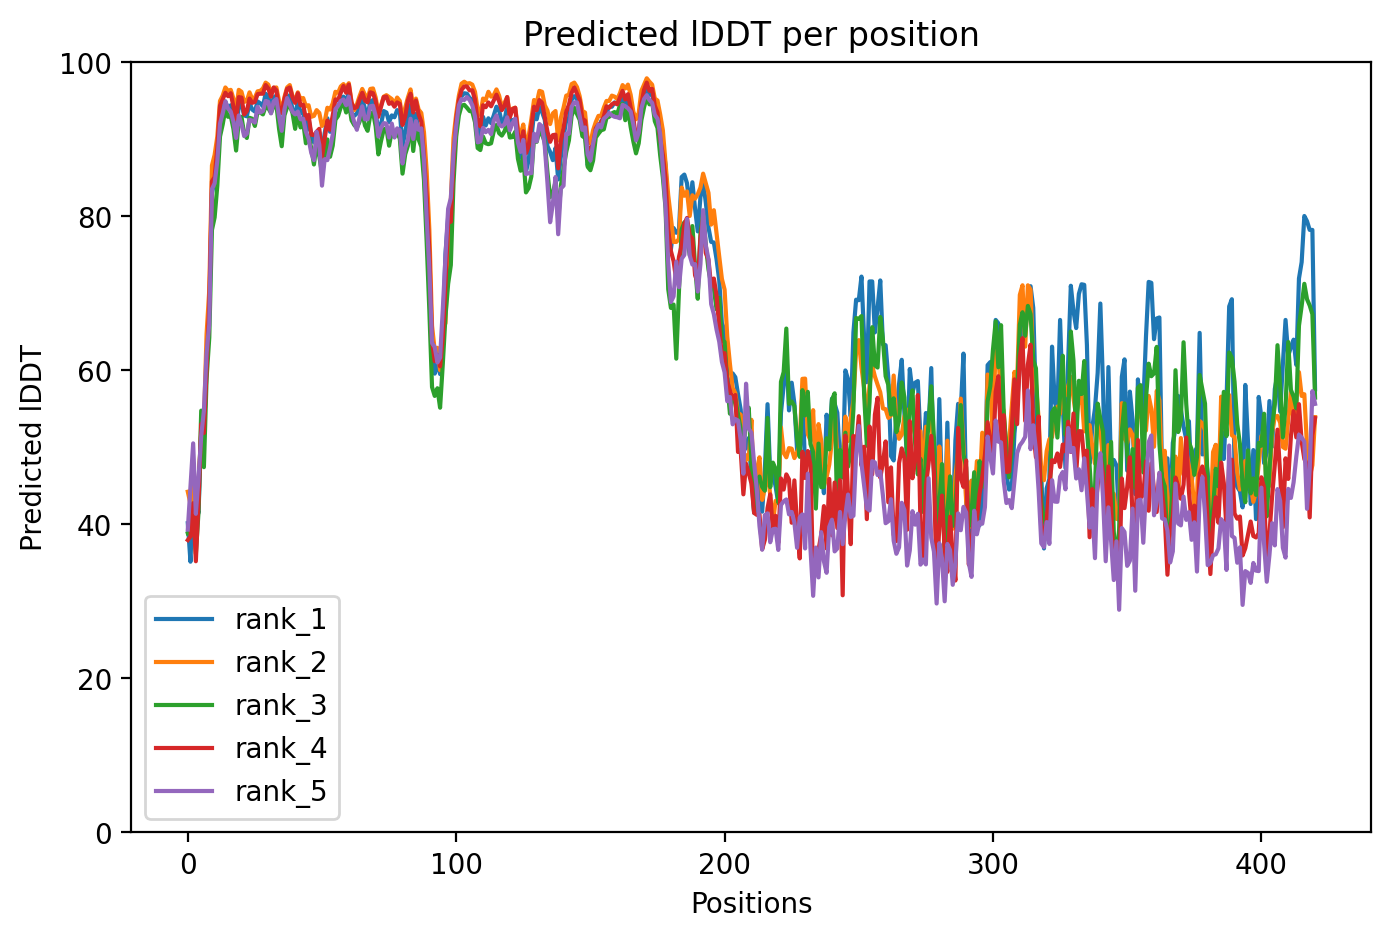 Predicted lDDT per position
100
80
60
40
20
0
Predicted lDDT
rank_1
rank_2
rank_3
rank_4
rank_5
0 100 200 300 400
Positions